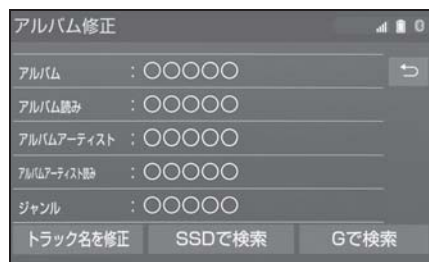 アルバム修正
アルバム : ○○○○○
アルバム読み : ○○○○○
アルバムアーティスト : ○○○○○
アルバムアーティスト読み : ○○○○○
ジャンル : ○○○○○
トラック名を修正 SSDで検索 Gで検索